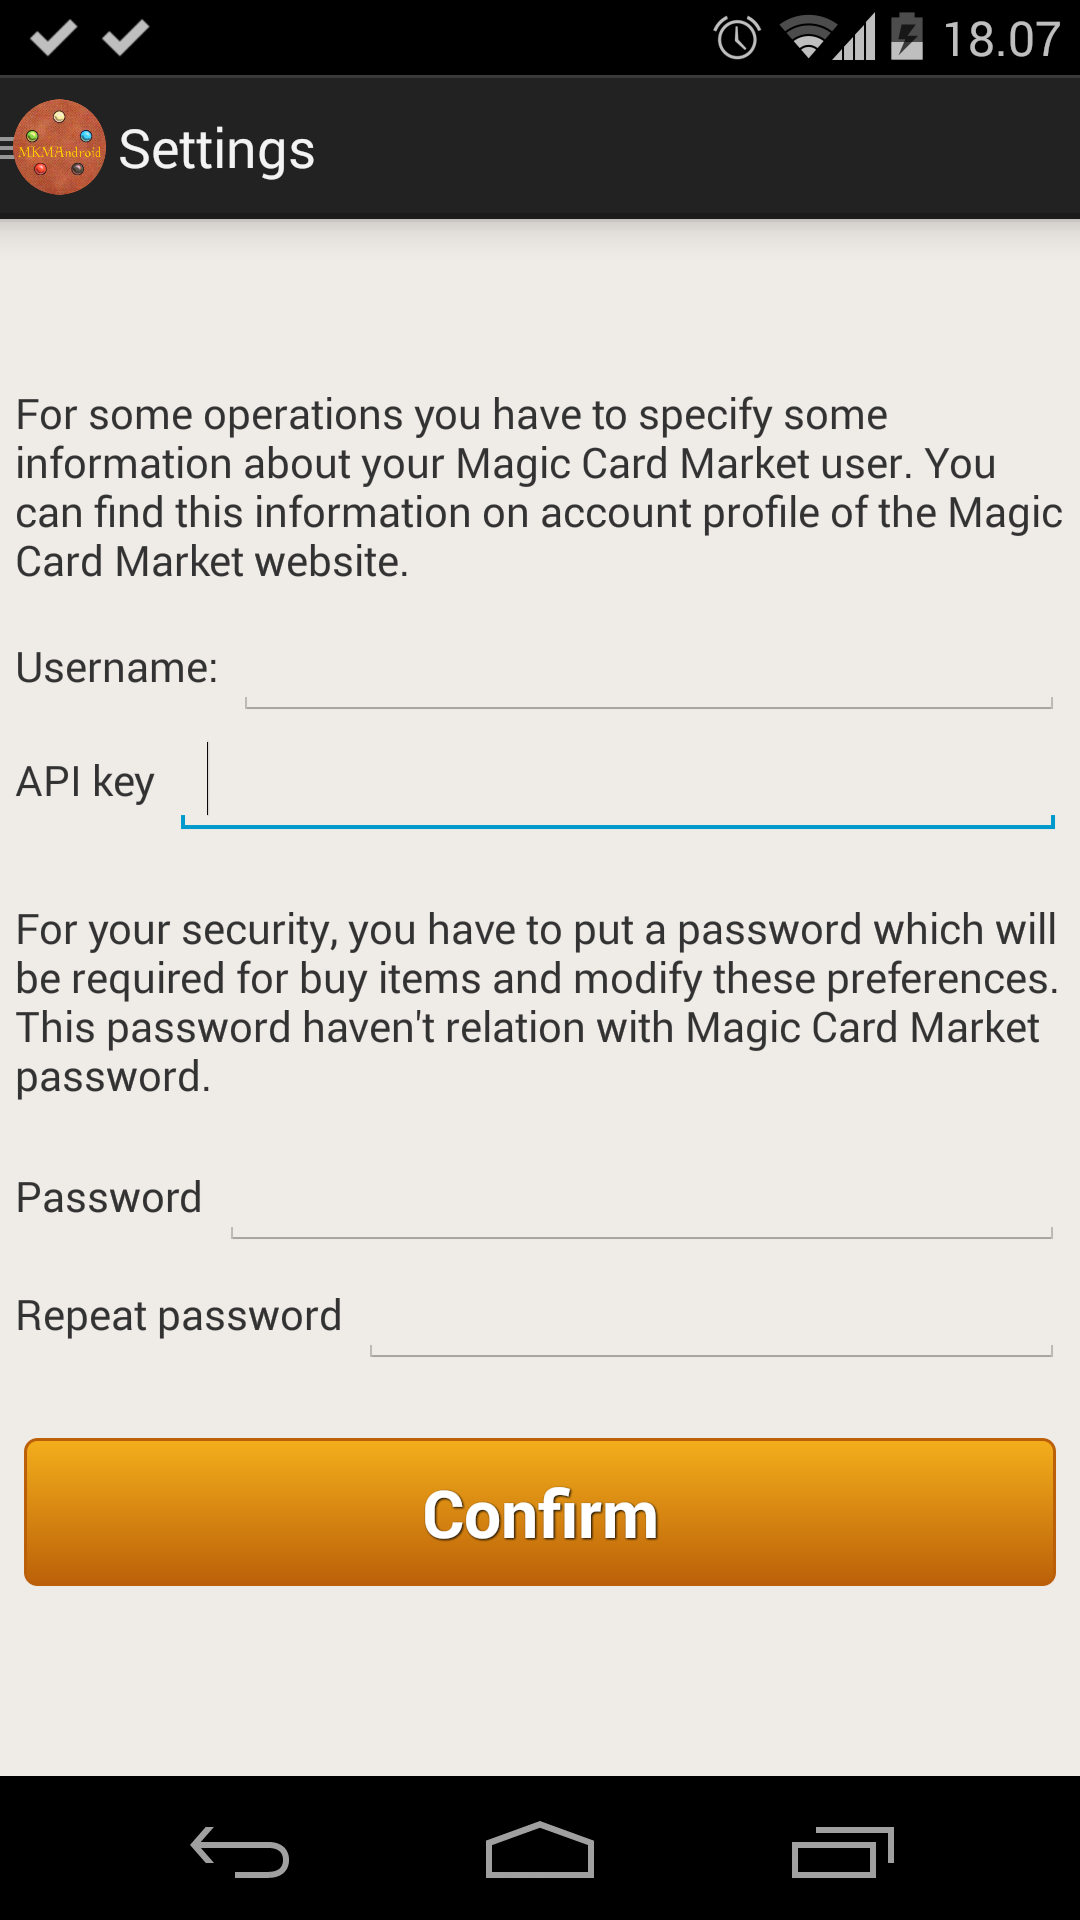 18.07
MKMAndroid
Settings
For some operations you have to specify some
information about your Magic Card Market user. You
can find this information on account profile of the Magic
Card Market website.
Username:
API key
For your security, you have to put a password which will
be required for buy items and modify these preferences.
This password haven't relation with Magic Card Market
password.
Password
Repeat password
Confirm